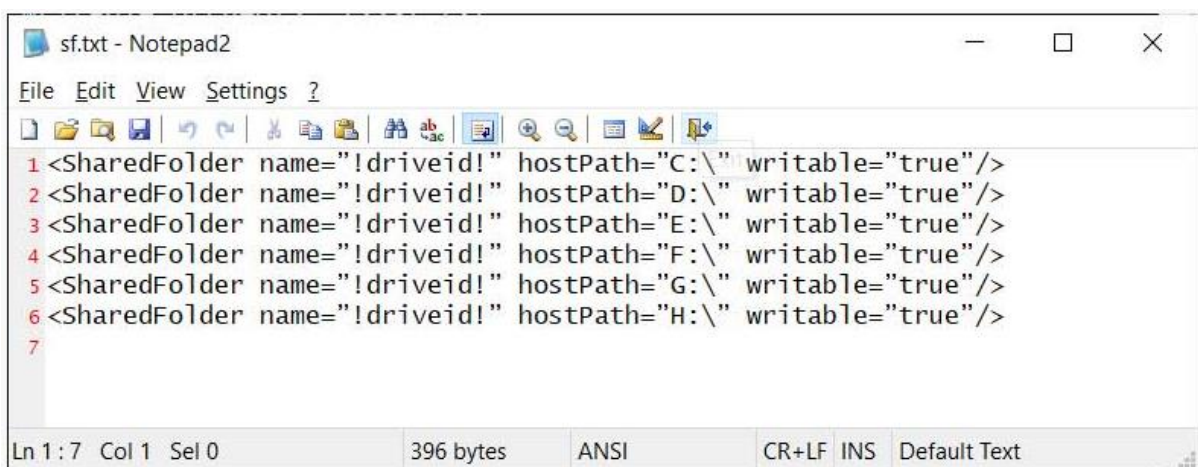 sf.txt - Notepad2
File Edit View Settings ?
1 <SharedFolder name="!driveid!" hostPath="C:\" writable="true"/>
2 <SharedFolder name="!driveid!" hostPath="D:\" writable="true"/>
3 <SharedFolder name="!driveid!" hostPath="E:\" writable="true"/>
4 <SharedFolder name="!driveid!" hostPath="F:\" writable="true"/>
5 <SharedFolder name="!driveid!" hostPath="G:\" writable="true"/>
6 <SharedFolder name="!driveid!" hostPath="H:\" writable="true"/>
7
Ln 1 : 7 Col 1 Sel 0 396 bytes ANSI CR+LF INS Default Text